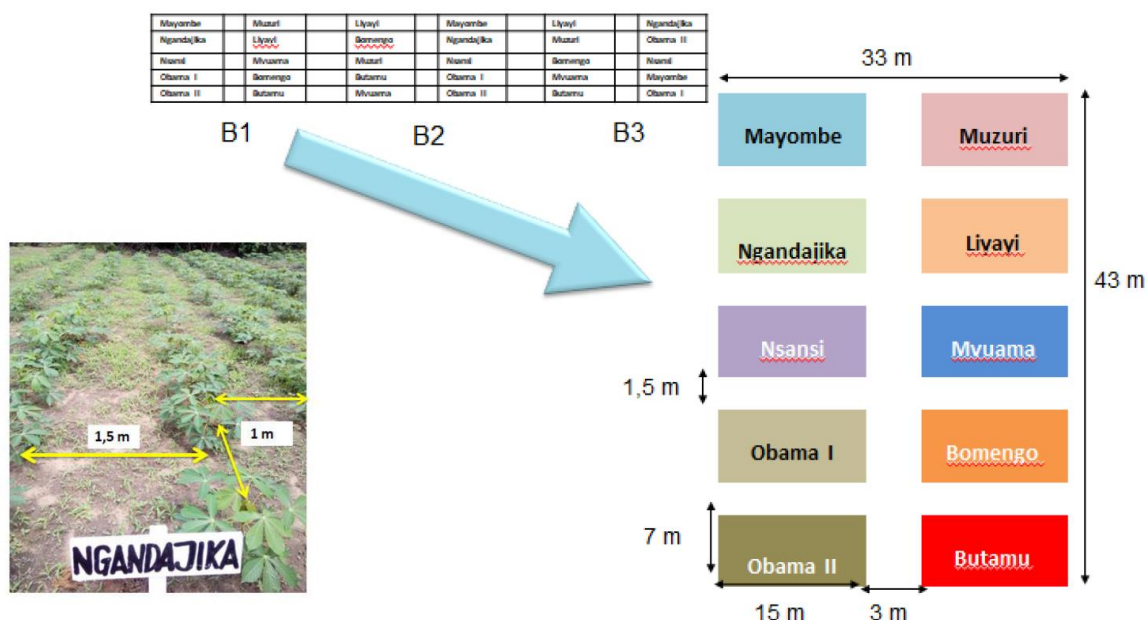 Mayombe Muzuri Liyayi Mayombe Liyayi Ngandajika
Ngandajika Liyayi Bomengo Ngandajika Muzuri Obama II
Nsansi Mvuama Muzuri Nsansi Bomengo Nsansi
Obama I Bomengo Butamu Obama I Mvuama Mayombe
Obama II Butamu Mvuama Obama II Butamu Obama I
B1 B2 B3
33 m
Mayombe Muzuri
Ngandajika Liyayi
43 m
Nsansi Mvuama
1,5 m
Obama I Bomengo
7 m
Obama II Butamu
15 m 3 m
1,5 m 1 m
NGANDAJIKA